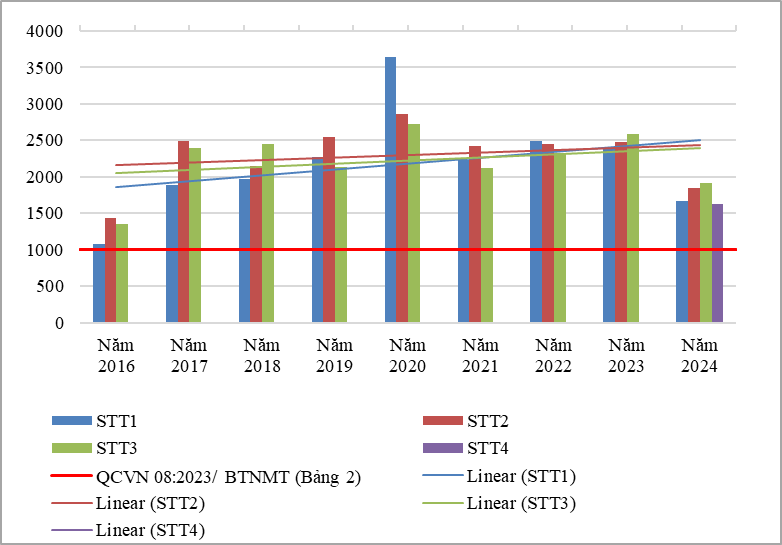 4000
3500
3000
2500
2000
1500
1000
500
0
Năm 2016
Năm 2017
Năm 2018
Năm 2019
Năm 2020
Năm 2021
Năm 2022
Năm 2023
Năm 2024
STT1
STT2
STT3
STT4
QCVN 08:2023/ BTNMT (Bảng 2)
Linear (STT1)
Linear (STT2)
Linear (STT3)
Linear (STT4)